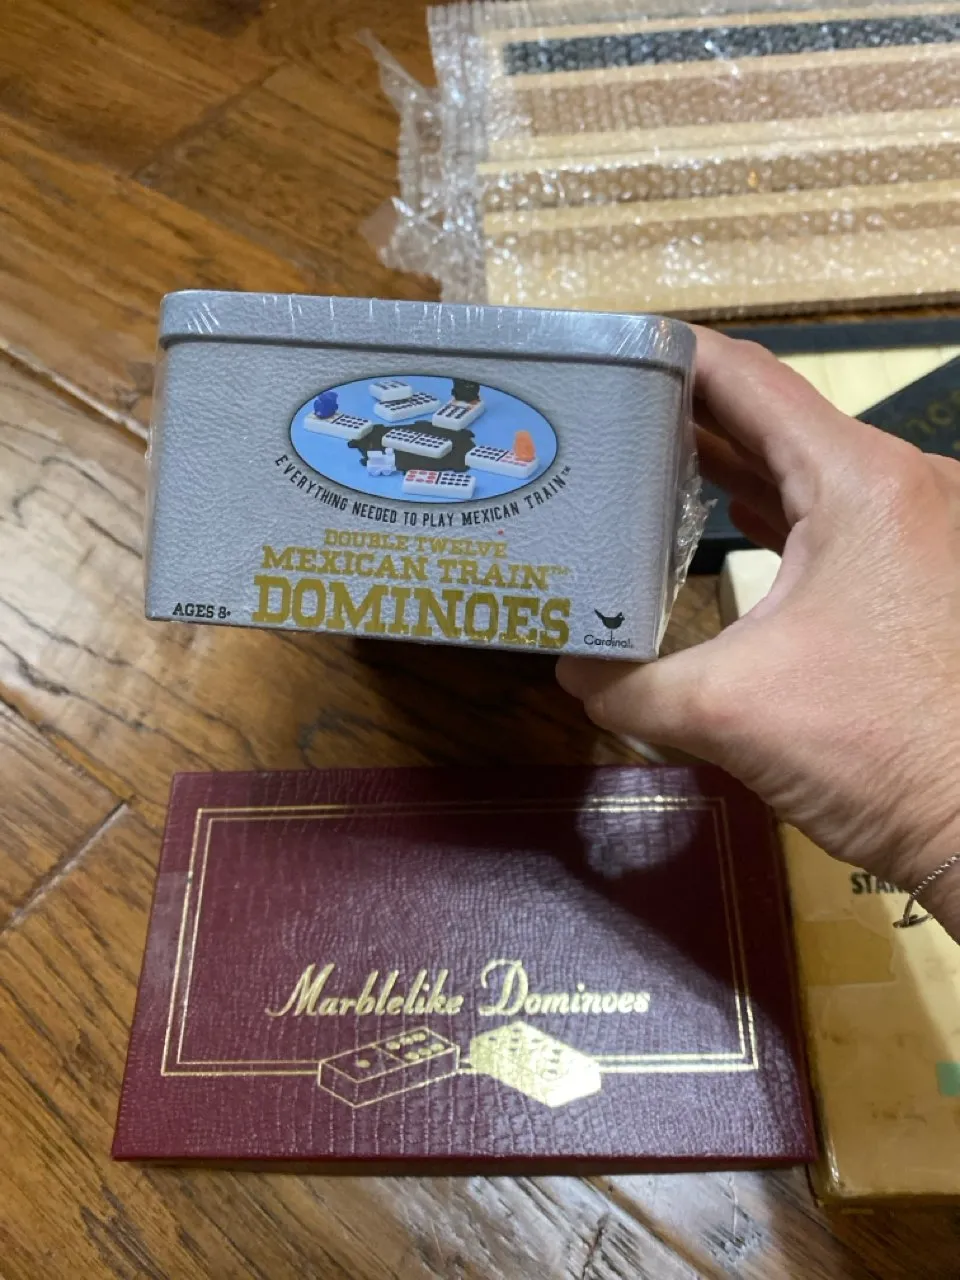 EVERYTHING NEEDED TO PLAY MEXICAN TRAIN™
DOUBLE TWELVE
MEXICAN TRAIN™
DOMINOES
AGES 8+
Cardinal
Marblelike Dominoes